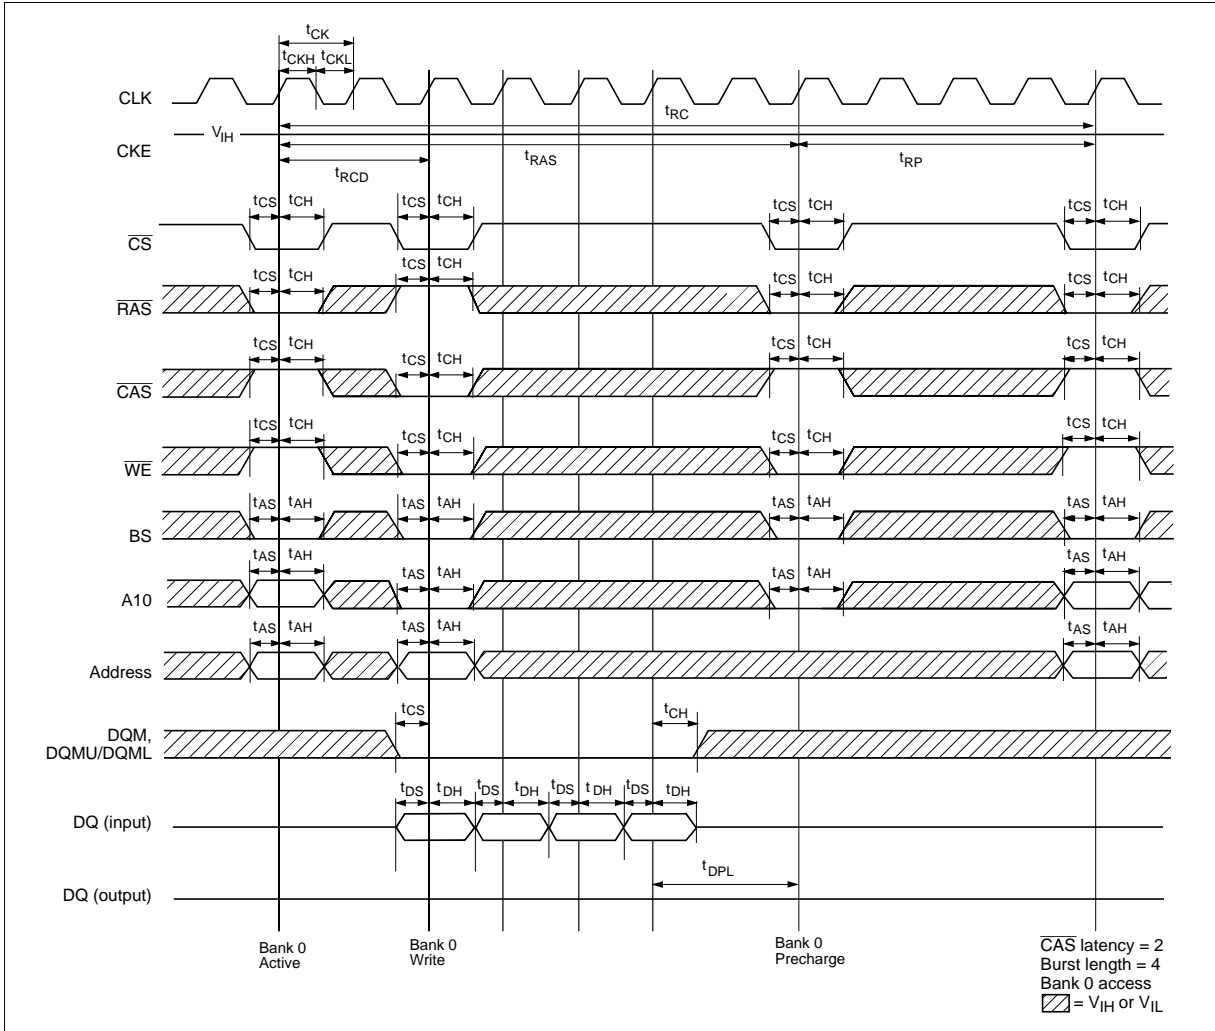 tCK
tCKH tCKL
CLK
tRC
VIH
CKE
tRAS tRP
tRCD
tCS tCH tCS tCH tCS tCH tCS tCH
CS
tCS tCH tCS tCH tCS tCH tCS tCH
RAS
tCS tCH tCS tCH tCS tCH tCS tCH
CAS
tCS tCH tCS tCH tCS tCH tCS tCH
WE
tAS tAH tAS tAH tAS tAH tAS tAH
BS
tAS tAH tAS tAH tAS tAH tAS tAH
A10
tAS tAH tAS tAH tAS tAH
Address
tCS tCH
DQM,
DQMU/DQML
tDS tDH tDS tDH tDS tDH tDS tDH
DQ (input)
tDPL
DQ (output)
Bank 0
Active
Bank 0
Write
Bank 0
Precharge
CAS latency = 2
Burst length = 4
Bank 0 access
= VIH or VIL